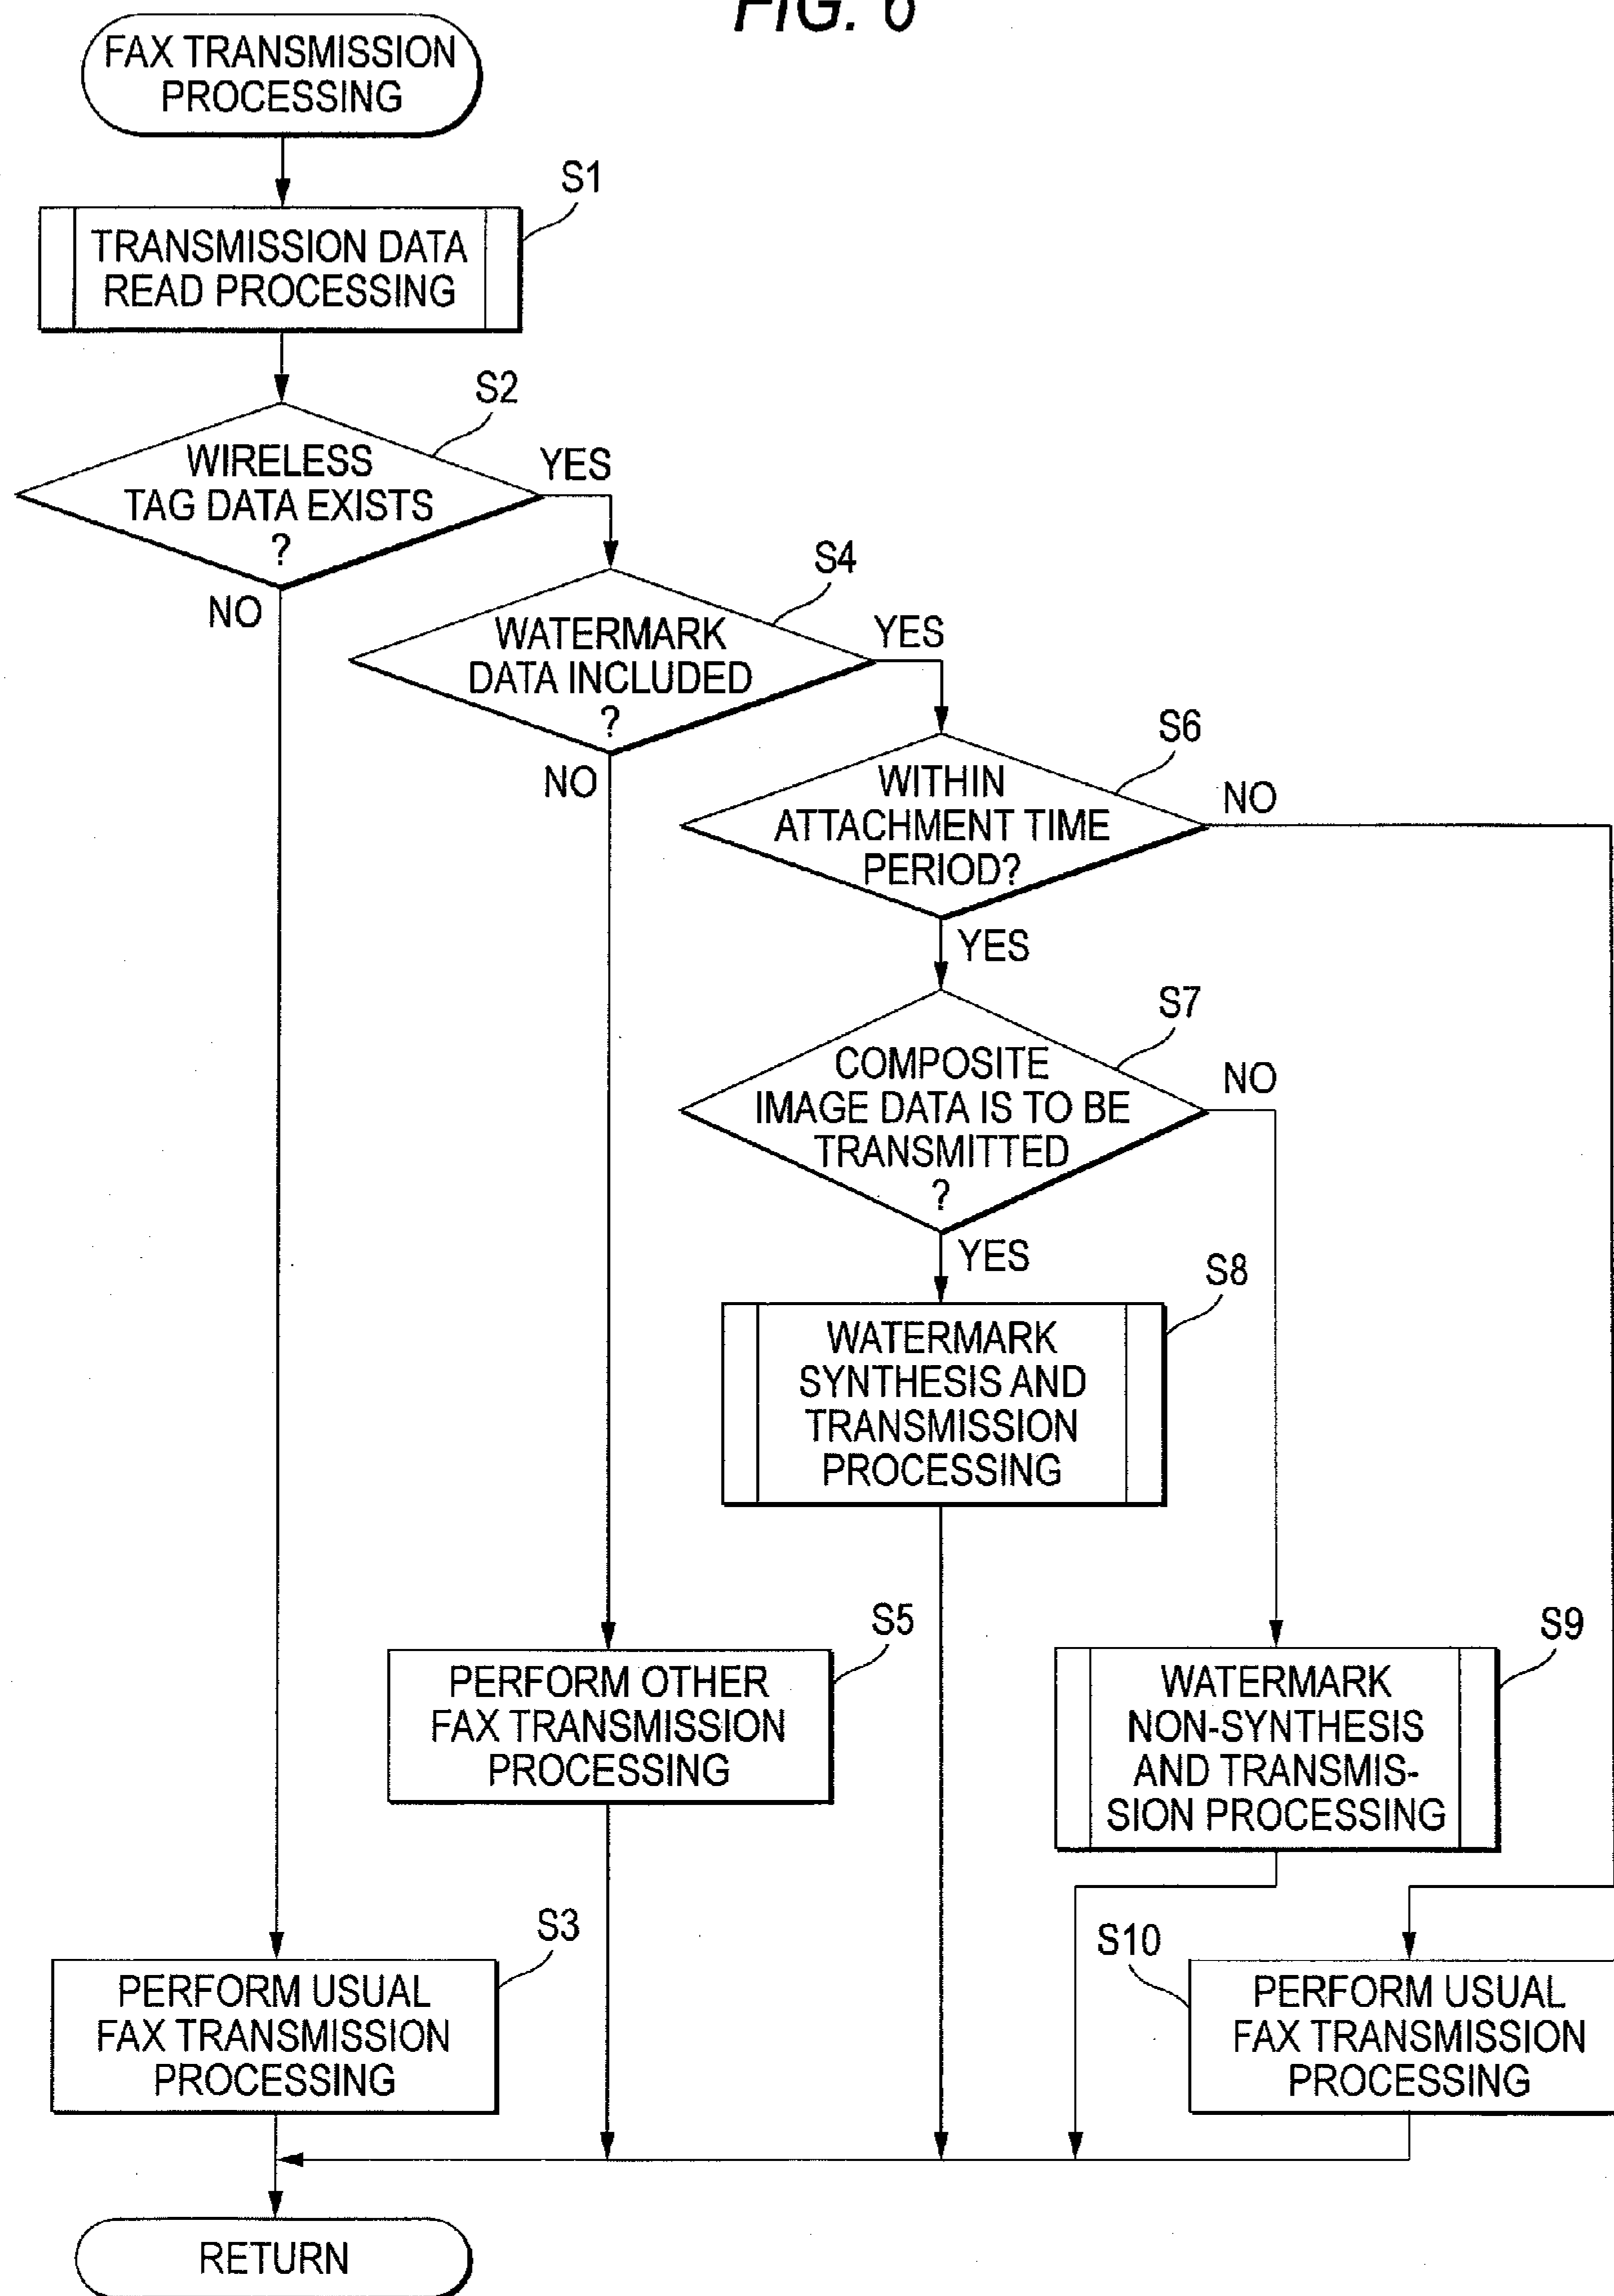 FIG. 6
FAX TRANSMISSION
PROCESSING
S1
TRANSMISSION DATA
READ PROCESSING
S2
WIRELESS
TAG DATA EXISTS
?
YES
NO
S4
WATERMARK
DATA INCLUDED
?
YES
NO
S6
WITHIN
ATTACHMENT TIME
PERIOD?
NO
YES
S7
COMPOSITE
IMAGE DATA IS TO BE
TRANSMITTED
?
NO
YES
S8
WATERMARK
SYNTHESIS AND
TRANSMISSION
PROCESSING
S5
PERFORM OTHER
FAX TRANSMISSION
PROCESSING
S9
WATERMARK
NON-SYNTHESIS
AND TRANSMIS-
SION PROCESSING
S3
PERFORM USUAL
FAX TRANSMISSION
PROCESSING
S10
PERFORM USUAL
FAX TRANSMISSION
PROCESSING
RETURN